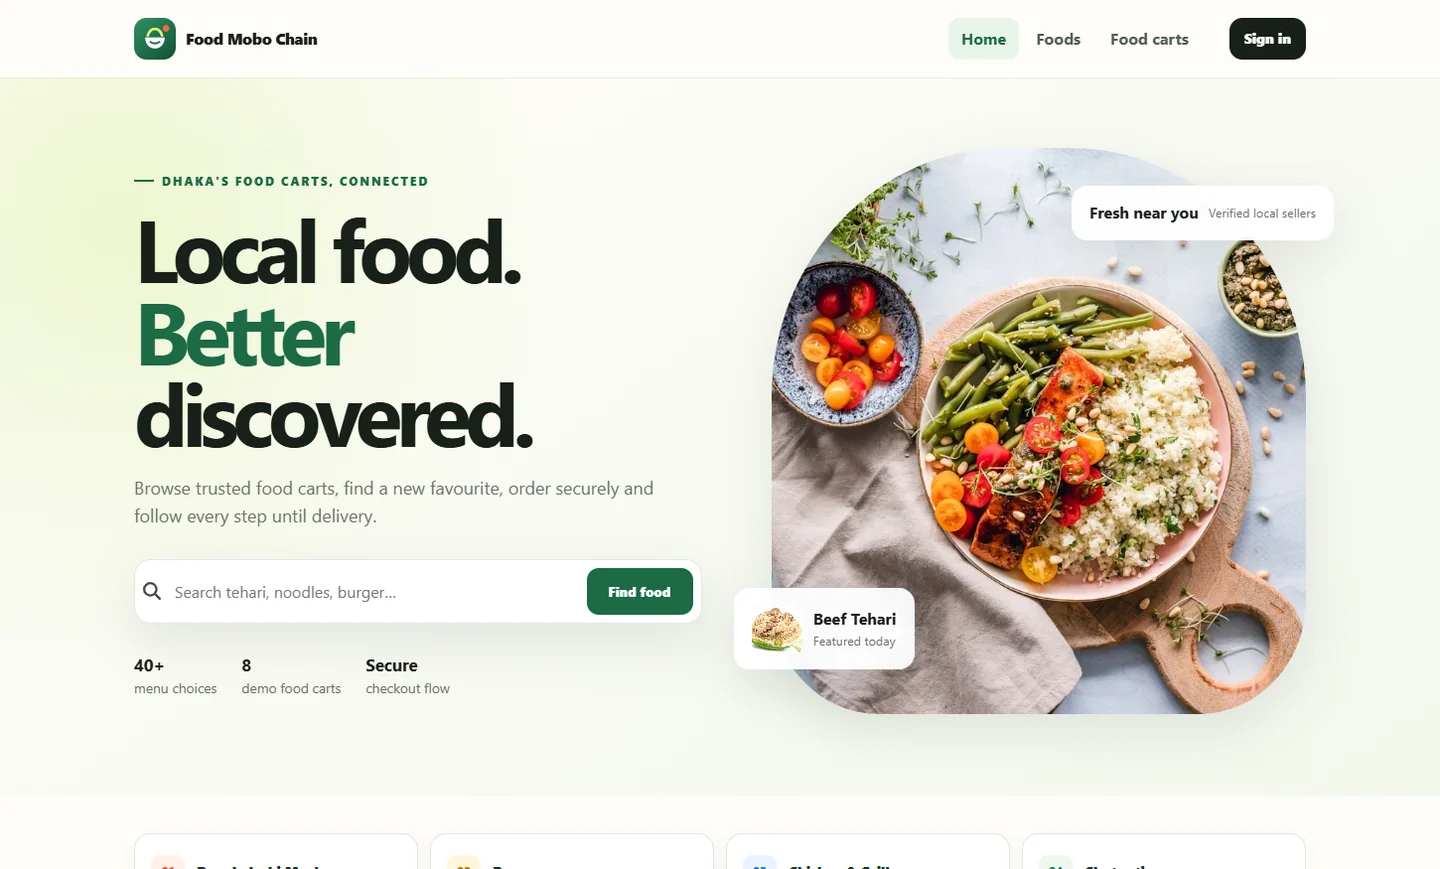 Food Mobo Chain
Home
Foods
Food carts
Sign in
DHAKA'S FOOD CARTS, CONNECTED
Local food.
Better
discovered.
Browse trusted food carts, find a new favourite, order securely and
follow every step until delivery.
Search tehari, noodles, burger...
Find food
40+
menu choices
8
demo food carts
Secure
checkout flow
Fresh near you Verified local sellers
Beef Tehari
Featured today